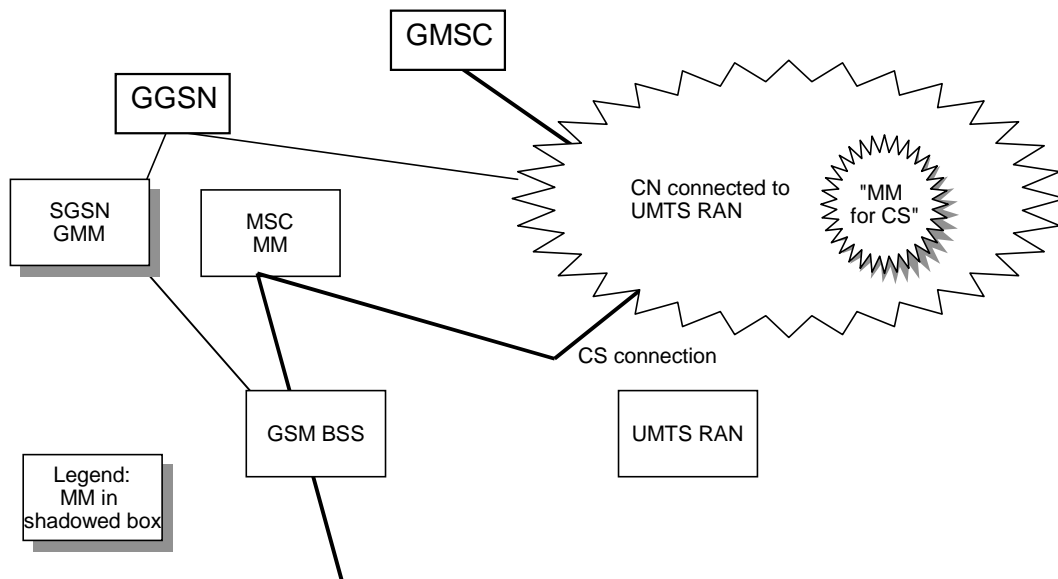 GMSC
GGSN
SGSN
GMM
MSC
MM
CN connected to
UMTS RAN
"MM
for CS"
CS connection
GSM BSS
UMTS RAN
Legend:
MM in
shadowed box